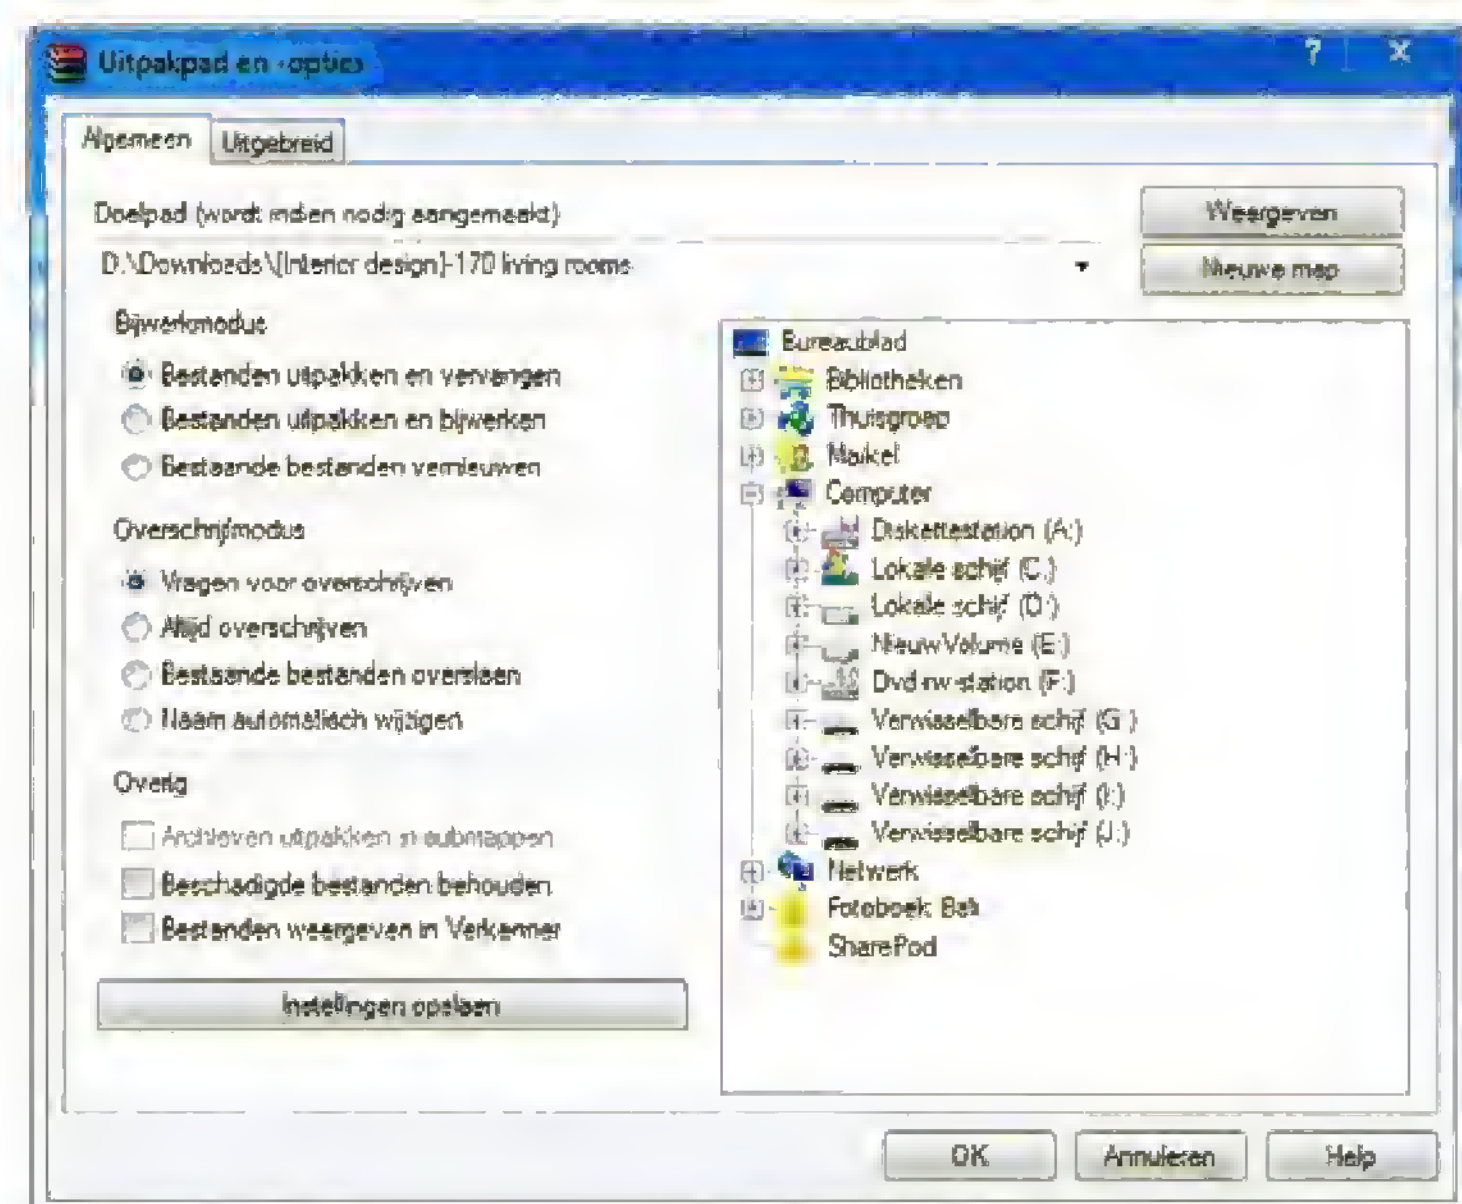 Uitpakpad en -opties
Algemeen
Uitgebreid
Doelpad (wordt indien nodig aangemaakt)
Weergeven
D:\Downloads\[Interior design]-170 living rooms
Nieuwe map
Bijwerkmodus
Bestanden uitpakken en vervangen
Bestanden uitpakken en bijwerken
Bestaande bestanden vernieuwen
Overschrijfmodus
Vragen voor overschrijven
Altijd overschrijven
Bestaande bestanden overslaan
Naam automatisch wijzigen
Overig
Archieven uitpakken in submappen
Beschadigde bestanden behouden
Bestanden weergeven in Verkenner
Instellingen opslaan
Bureaublad
Bibliotheken
Thuisgroep
Maikel
Computer
Diskettestation (A:)
Lokale schijf (C:)
Lokale schijf (D:)
Nieuw Volume (E:)
Dvd-rw-station (F:)
Verwisselbare schijf (G:)
Verwisselbare schijf (H:)
Verwisselbare schijf (I:)
Verwisselbare schijf (J:)
Netwerk
Fotoboek Bali
SharePod
OK
Annuleren
Help